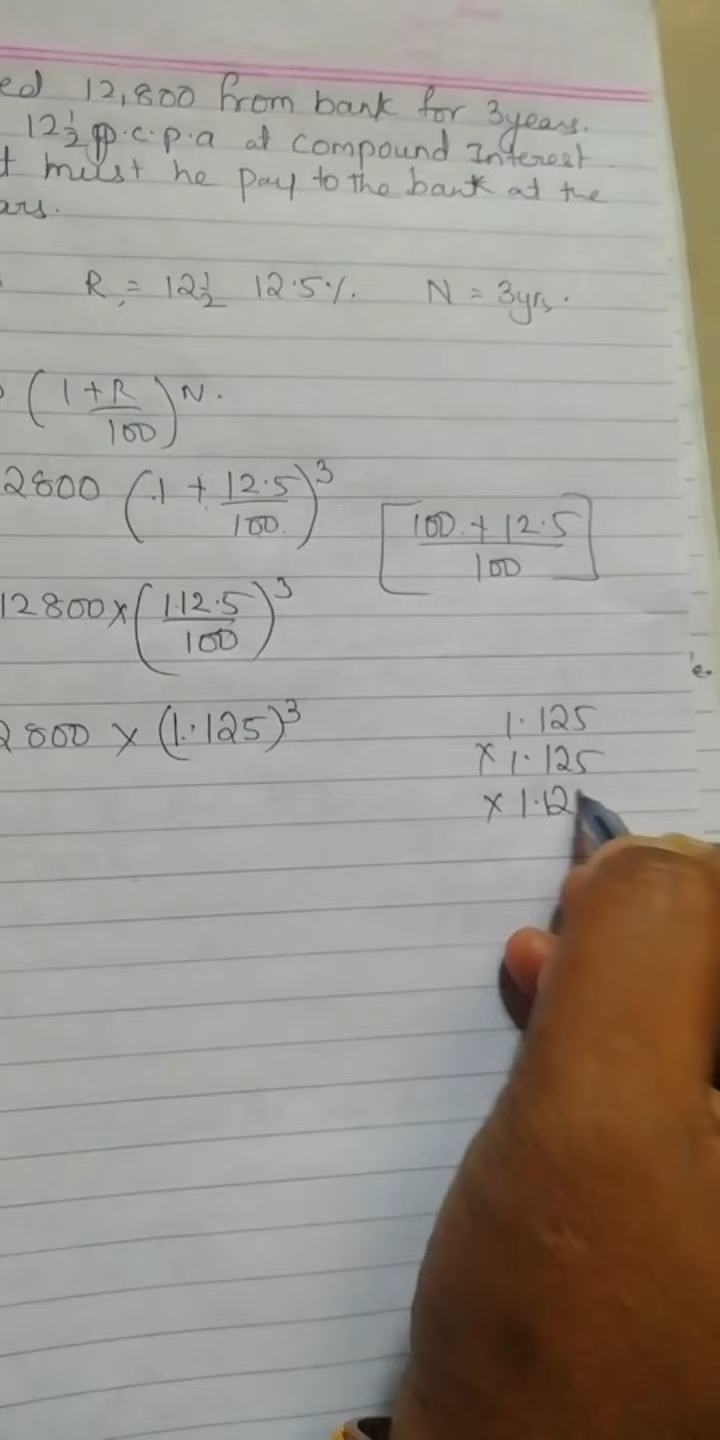 ed 12,800 from bank for 3years.
12½ p.c.p.a at compound Interest.
t must he pay to the bank at the
ars.
R = 12½ 12.5%. N = 3yrs.
(1+R/100)N.
2800 (1 + 12.5/100)³ [100 + 12.5/100]
12800 x (112.5/100)³
2800 x (1.125)³
1.125
x 1.125
x 1.12